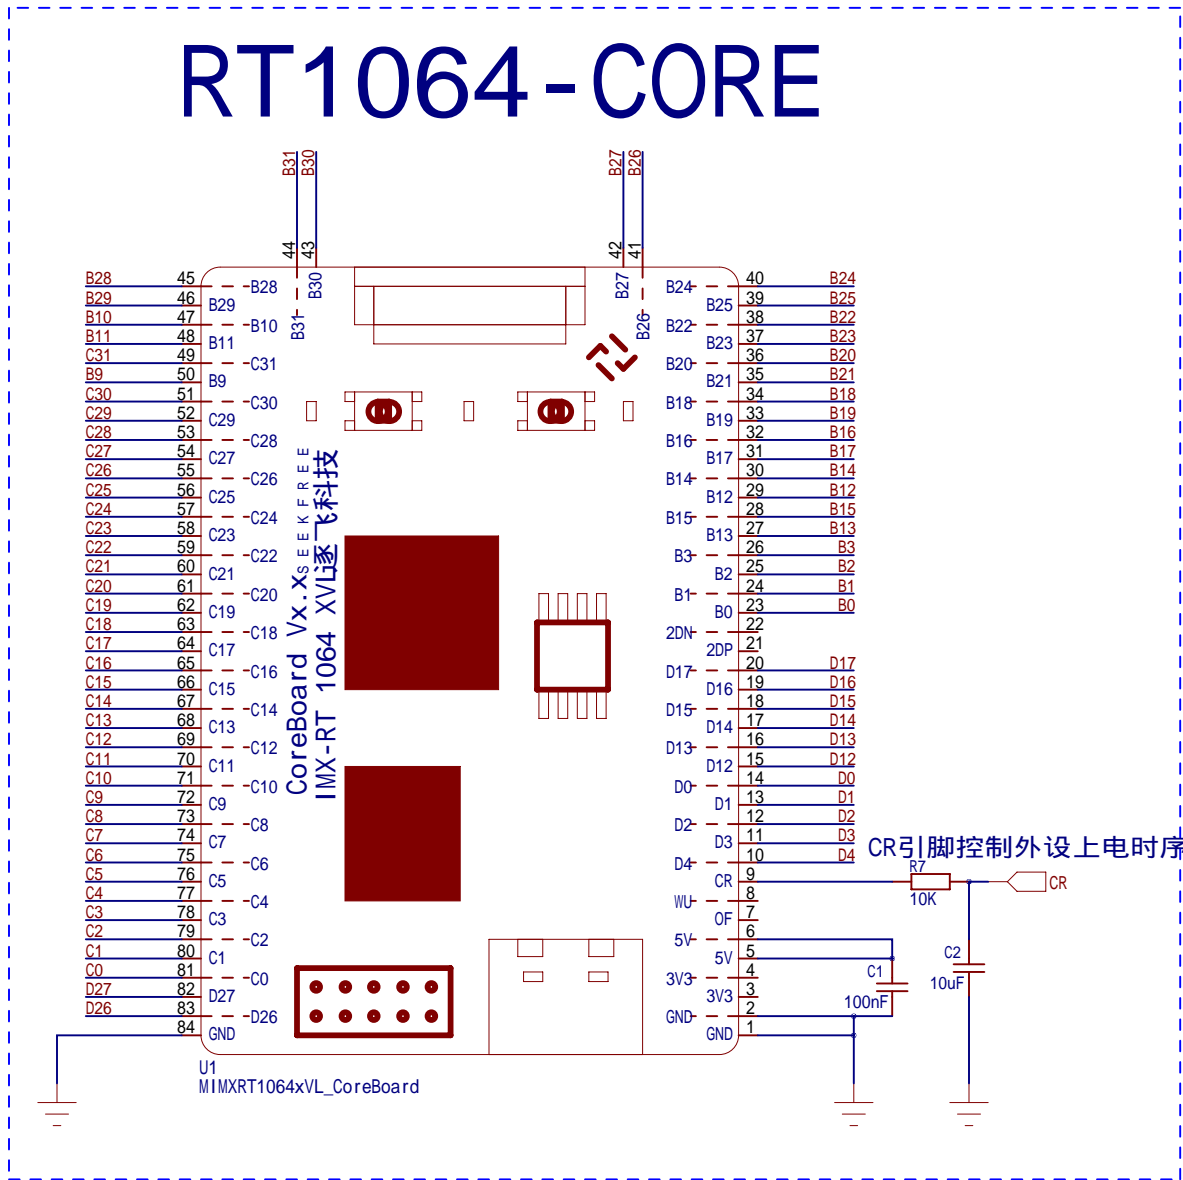 RT1064-CORE
B31 B30 B27 B26
44 43 42 41
B30 B27
B31 B26
B28 45 B28 B24 40 B24
B29 46 B29 B25 39 B25
B10 47 B10 B22 38 B22
B11 48 B11 B23 37 B23
C31 49 C31 B20 36 B20
B9 50 B9 B21 35 B21
C30 51 C30 B18 34 B18
C29 52 C29 B19 33 B19
C28 53 C28 B16 32 B16
C27 54 C27 B17 31 B17
C26 55 C26 B14 30 B14
C25 56 C25 B12 29 B12
C24 57 C24 B15 28 B15
C23 58 C23 B13 27 B13
C22 59 C22 B3 26 B3
C21 60 C21 B2 25 B2
C20 61 C20 B1 24 B1
C19 62 C19 B0 23 B0
C18 63 C18 2DN 22
C17 64 C17 2DP 21
C16 65 C16 D17 20 D17
C15 66 C15 D16 19 D16
C14 67 C14 D15 18 D15
C13 68 C13 D14 17 D14
C12 69 C12 D13 16 D13
C11 70 C11 D12 15 D12
C10 71 C10 D0 14 D0
C9 72 C9 D1 13 D1
C8 73 C8 D2 12 D2
C7 74 C7 D3 11 D3
C6 75 C6 D4 10 D4
C5 76 C5 CR 9
C4 77 C4 WU 8
C3 78 C3 OF 7
C2 79 C2 5V 6
C1 80 C1 5V 5
C0 81 C0 3V3 4
D27 82 D27 3V3 3
D26 83 D26 GND 2
84 GND GND 1
CoreBoard Vx.x
IMX-RT 1064 XVL
SEEKFREE
逐飞科技
CR引脚控制外设上电时序
R7
10K
CR
C2
10uF
C1
100nF
U1
MIMXRT1064xVL_CoreBoard